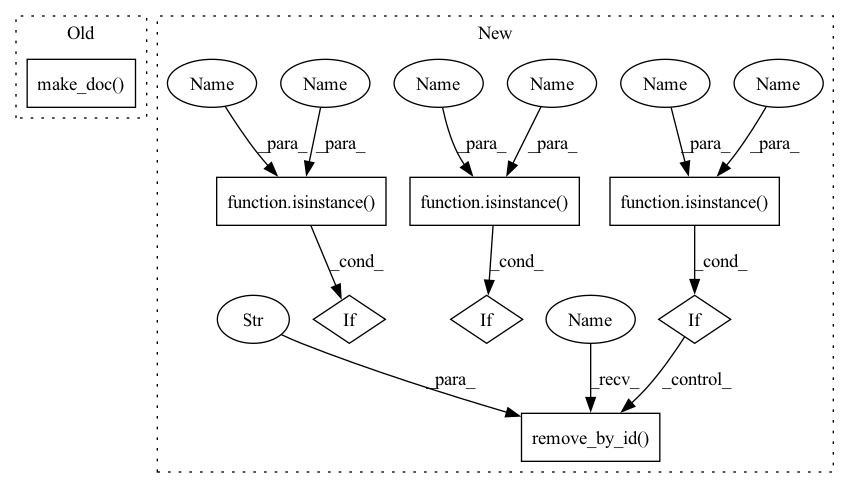 Old
New
make_doc()
Name
Name
Name
Name
Name
Name
_para_
_para_
_para_
_para_
_para_
_para_
function.isinstance()
function.isinstance()
function.isinstance()
_cond_
_cond_
_cond_
Str
If
If
Name
If
_para_
_recv_
_control_
remove_by_id()